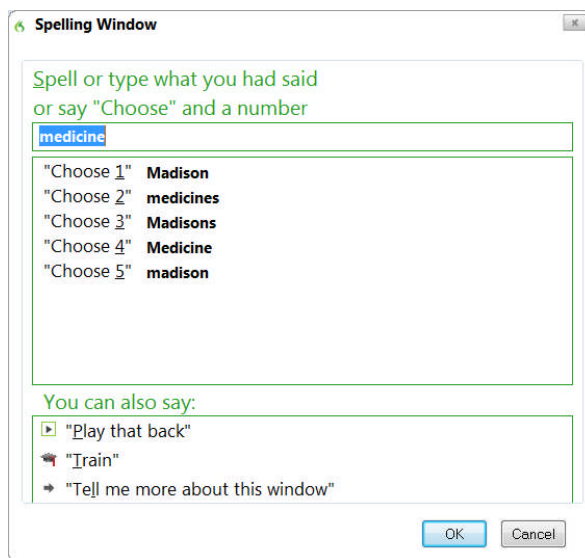 Spelling Window
Spell or type what you had said
or say "Choose" and a number
medicine
"Choose 1" Madison
"Choose 2" medicines
"Choose 3" Madisons
"Choose 4" Medicine
"Choose 5" madison
You can also say:
"Play that back"
"Train"
"Tell me more about this window"
OK Cancel